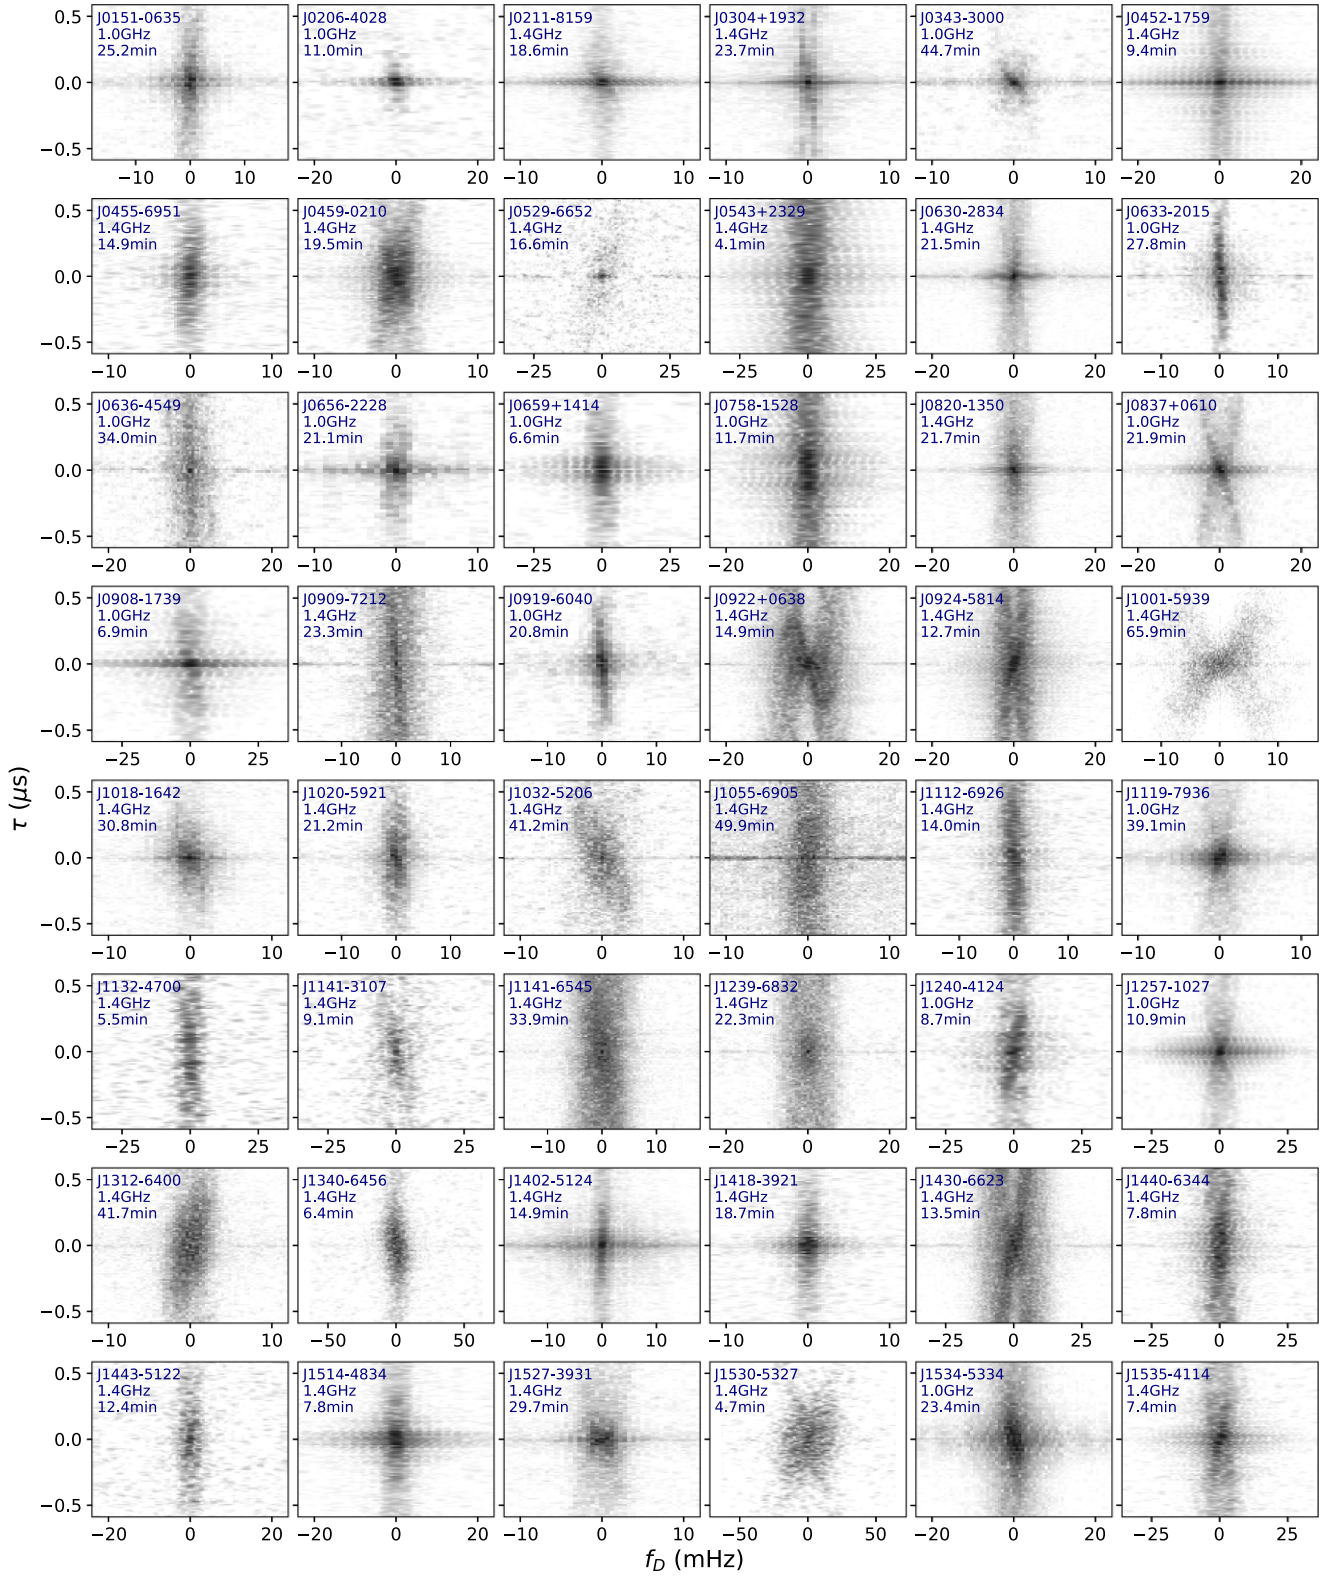 J0151-0635
1.0GHz
25.2min
J0206-4028
1.0GHz
11.0min
J0211-8159
1.4GHz
18.6min
J0304+1932
1.4GHz
23.7min
J0343-3000
1.0GHz
44.7min
J0452-1759
1.4GHz
9.4min
0.5
0.0
−0.5
−10 0 10
−20 0 20
−10 0 10
−10 0 10
−20 0 20
−20 0 20
J0455-6951
1.4GHz
14.9min
J0459-0210
1.4GHz
19.5min
J0529-6652
1.4GHz
16.6min
J0543+2329
1.4GHz
4.1min
J0630-2834
1.4GHz
21.5min
J0633-2015
1.0GHz
27.8min
0.5
0.0
−0.5
−10 0 10
−10 0 10
−25 0 25
−25 0 25
−20 0 20
−10 0 10
J0636-4549
1.0GHz
34.0min
J0656-2228
1.0GHz
21.1min
J0659+1414
1.0GHz
6.6min
J0758-1528
1.0GHz
11.7min
J0820-1350
1.4GHz
21.7min
J0837+0610
1.0GHz
21.9min
0.5
0.0
−0.5
−20 0 20
−10 0 10
−25 0 25
−20 0 20
−20 0 20
−20 0 20
J0908-1739
1.0GHz
6.9min
J0909-7212
1.4GHz
23.3min
J0919-6040
1.0GHz
20.8min
J0922+0638
1.4GHz
14.9min
J0924-5814
1.4GHz
12.7min
J1001-5939
1.4GHz
65.9min
0.5
0.0
−0.5
−25 0 25
−10 0 10
−10 0 10
−20 0 20
−20 0 20
−10 0 10
τ (μs)
J1018-1642
1.4GHz
30.8min
J1020-5921
1.4GHz
21.2min
J1032-5206
1.4GHz
41.2min
J1055-6905
1.4GHz
49.9min
J1112-6926
1.4GHz
14.0min
J1119-7936
1.0GHz
39.1min
0.5
0.0
−0.5
−10 0 10
−10 0 10
−10 0 10
−10 0 10
−10 0 10
−10 0 10
J1132-4700
1.4GHz
5.5min
J1141-3107
1.4GHz
9.1min
J1141-6545
1.4GHz
33.9min
J1239-6832
1.4GHz
22.3min
J1240-4124
1.0GHz
8.7min
J1257-1027
1.0GHz
10.9min
0.5
0.0
−0.5
−25 0 25
−25 0 25
−10 0 10
−20 0 20
−25 0 25
−25 0 25
J1312-6400
1.4GHz
41.7min
J1340-6456
1.4GHz
6.4min
J1402-5124
1.4GHz
14.9min
J1418-3921
1.4GHz
18.7min
J1430-6623
1.4GHz
13.5min
J1440-6344
1.4GHz
7.8min
0.5
0.0
−0.5
−10 0 10
−50 0 50
−10 0 10
−10 0 10
−20 0 20
−25 0 25
J1443-5122
1.4GHz
12.4min
J1514-4834
1.4GHz
7.8min
J1527-3931
1.4GHz
29.7min
J1530-5327
1.4GHz
4.7min
J1534-5334
1.0GHz
23.4min
J1535-4114
1.4GHz
7.4min
0.5
0.0
−0.5
−20 0 20
−20 0 20
−10 0 10
−50 0 50
−20 0 20
−25 0 25
f_D (mHz)